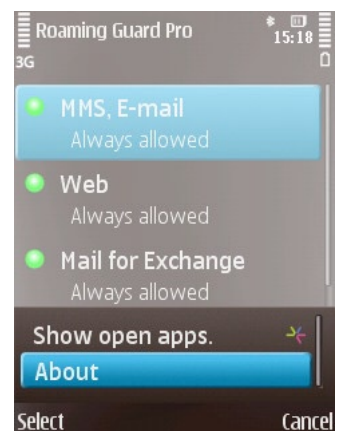 Roaming Guard Pro
15:18
3G
MMS, E-mail
Always allowed
Web
Always allowed
Mail for Exchange
Always allowed
Show open apps.
About
Select
Cancel